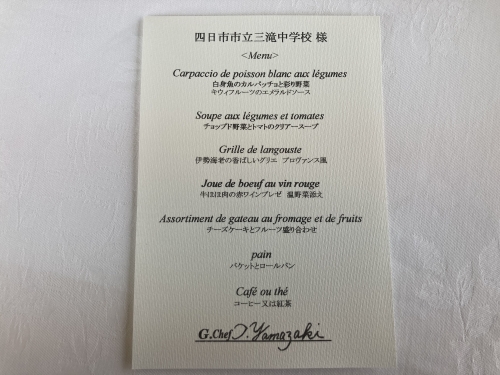 四日市市立三滝中学校 様
<Menu>
Carpaccio de poisson blanc aux légumes
白身魚のカルパッチョと彩り野菜
キウィフルーツのエメラルドソース
Soupe aux légumes et tomates
チョップド野菜とトマトのクリアースープ
Grille de langouste
伊勢海老の香ばしいグリエ プロヴァンス風
Joue de boeuf au vin rouge
牛ほほ肉の赤ワインブレゼ 温野菜添え
Assortiment de gateau au fromage et de fruits
チーズケーキとフルーツ盛り合わせ
pain
バケットとロールパン
Café ou thé
コーヒー又は紅茶
G.Chef J. Yamazaki